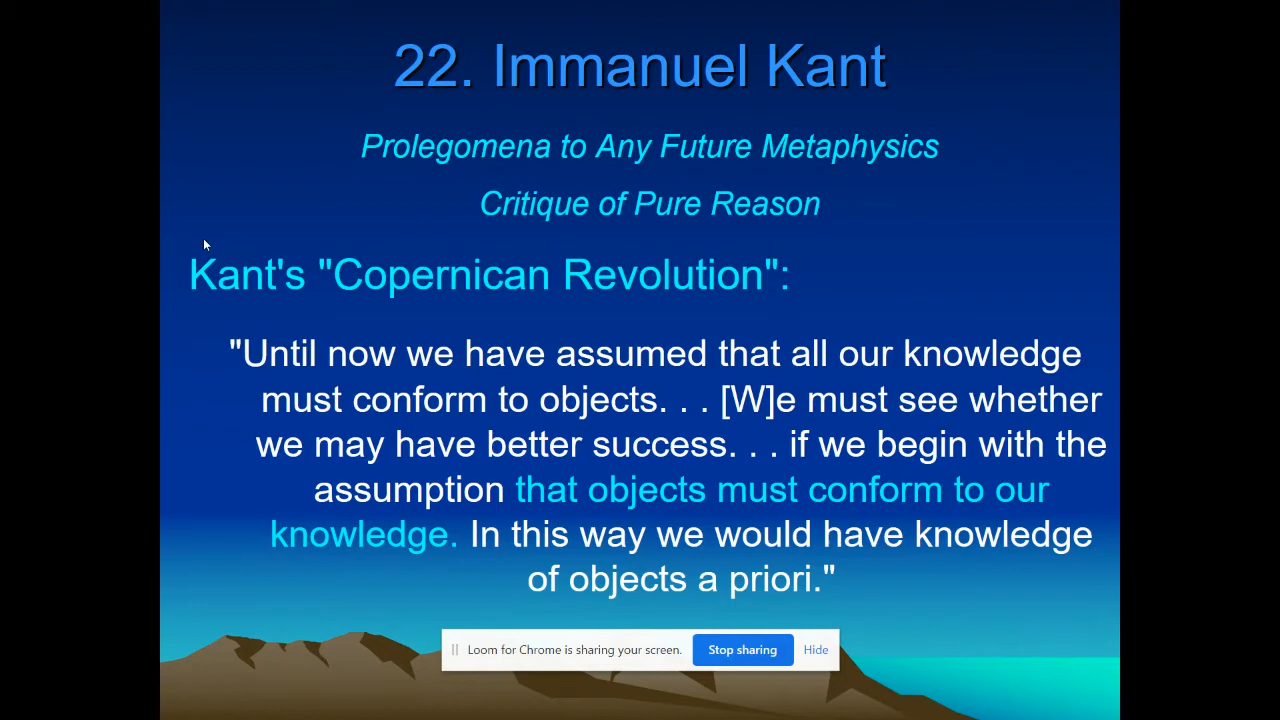 22. Immanuel Kant
Prolegomena to Any Future Metaphysics
Critique of Pure Reason
Kant's "Copernican Revolution":
"Until now we have assumed that all our knowledge
must conform to objects. . . [W]e must see whether
we may have better success. . . if we begin with the
assumption that objects must conform to our
knowledge. In this way we would have knowledge
of objects a priori."
Loom for Chrome is sharing your screen. Stop sharing Hide